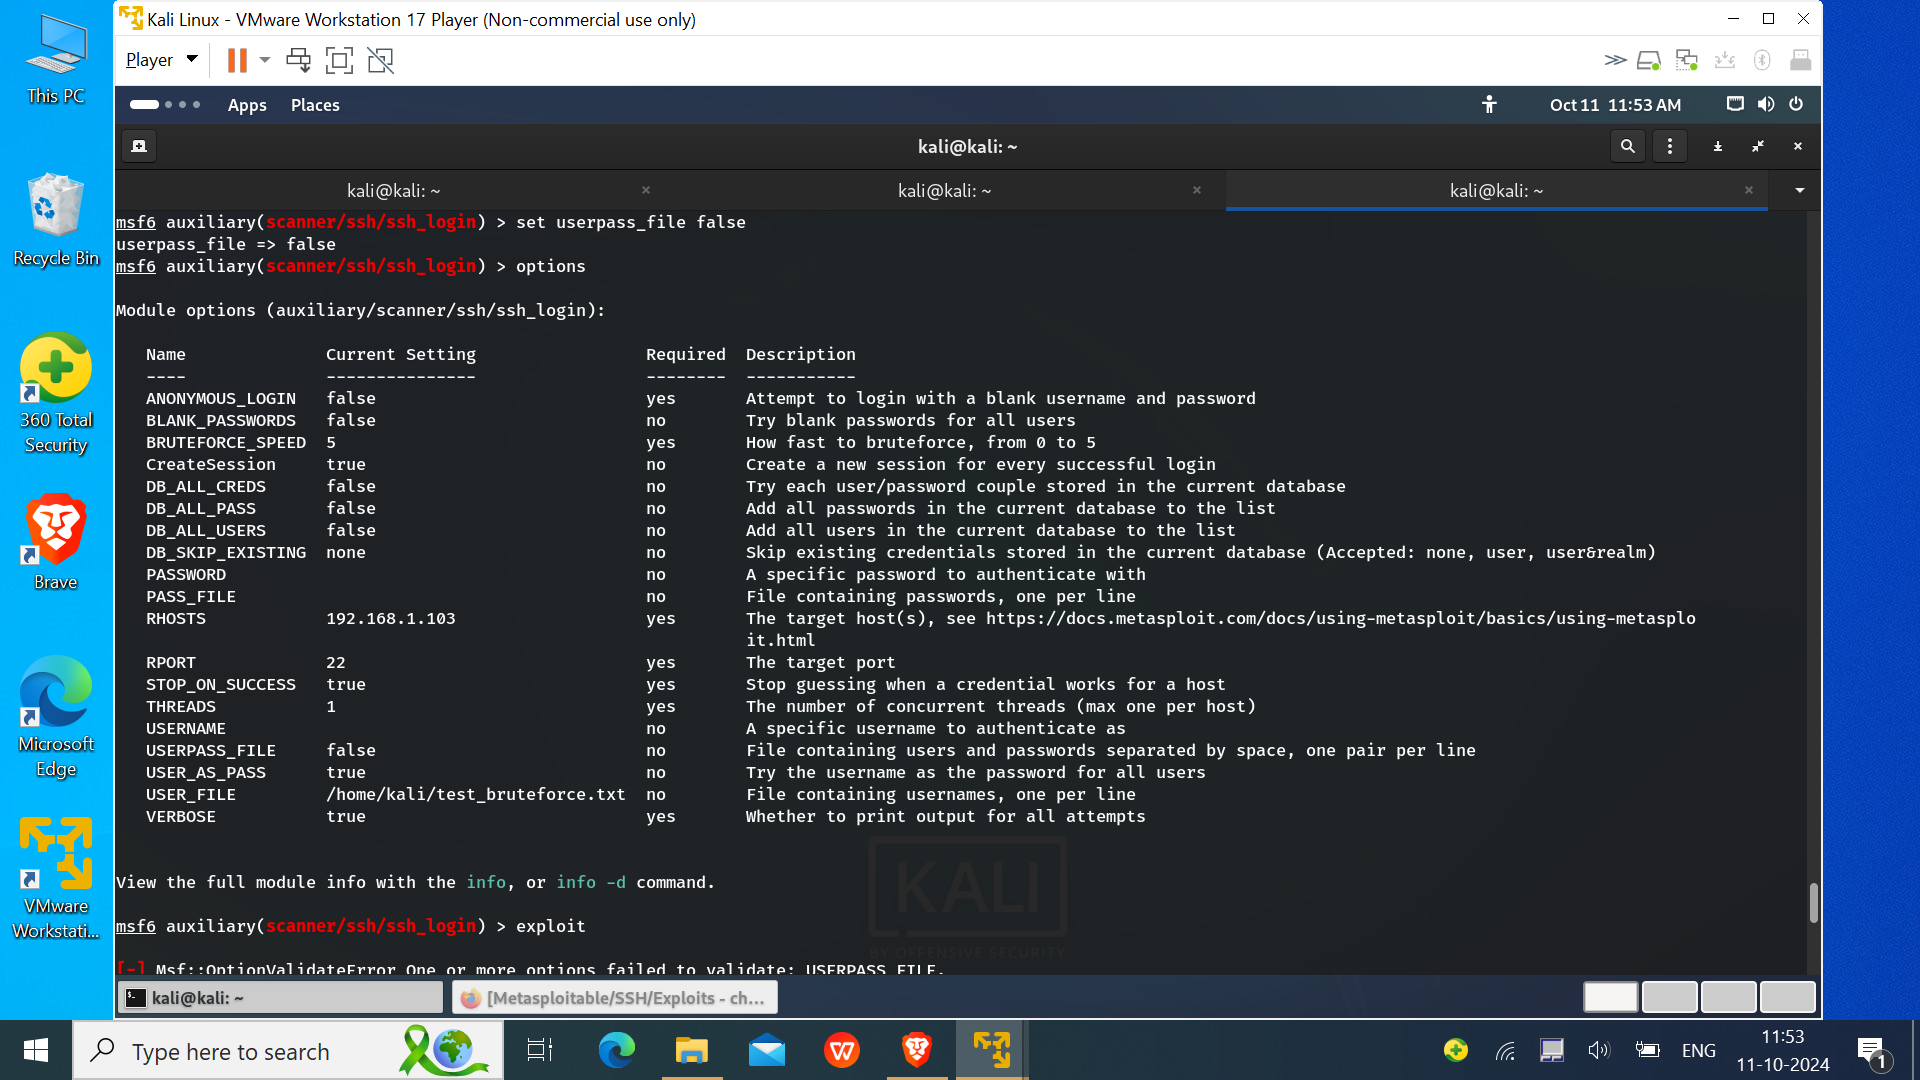 Kali Linux - VMware Workstation 17 Player (Non-commercial use only)
Player
Apps Places Oct 11 11:53 AM
kali@kali: ~
kali@kali: ~ kali@kali: ~ kali@kali: ~
msf6 auxiliary(scanner/ssh/ssh_login) > set userpass_file false
userpass_file => false
msf6 auxiliary(scanner/ssh/ssh_login) > options
Module options (auxiliary/scanner/ssh/ssh_login):
Name Current Setting Required Description
---- --------------- -------- -----------
ANONYMOUS_LOGIN false yes Attempt to login with a blank username and password
BLANK_PASSWORDS false no Try blank passwords for all users
BRUTEFORCE_SPEED 5 yes How fast to bruteforce, from 0 to 5
CreateSession true no Create a new session for every successful login
DB_ALL_CREDS false no Try each user/password couple stored in the current database
DB_ALL_PASS false no Add all passwords in the current database to the list
DB_ALL_USERS false no Add all users in the current database to the list
DB_SKIP_EXISTING none no Skip existing credentials stored in the current database (Accepted: none, user, user&realm)
PASSWORD no A specific password to authenticate with
PASS_FILE no File containing passwords, one per line
RHOSTS 192.168.1.103 yes The target host(s), see https://docs.metasploit.com/docs/using-metasploit/basics/using-metasplo
it.html
RPORT 22 yes The target port
STOP_ON_SUCCESS true yes Stop guessing when a credential works for a host
THREADS 1 yes The number of concurrent threads (max one per host)
USERNAME no A specific username to authenticate as
USERPASS_FILE false no File containing users and passwords separated by space, one pair per line
USER_AS_PASS true no Try the username as the password for all users
USER_FILE /home/kali/test_bruteforce.txt no File containing usernames, one per line
VERBOSE true yes Whether to print output for all attempts
View the full module info with the info, or info -d command.
msf6 auxiliary(scanner/ssh/ssh_login) > exploit
[-] Msf::OptionValidateError One or more options failed to validate: USERPASS_FILE.
KALI
BY OFFENSIVE SECURITY
kali@kali: ~ [Metasploitable/SSH/Exploits - ch...
This PC
Recycle Bin
360 Total
Security
Brave
Microsoft
Edge
VMware
Workstati...
Type here to search
ENG
11:53
11-10-2024
1